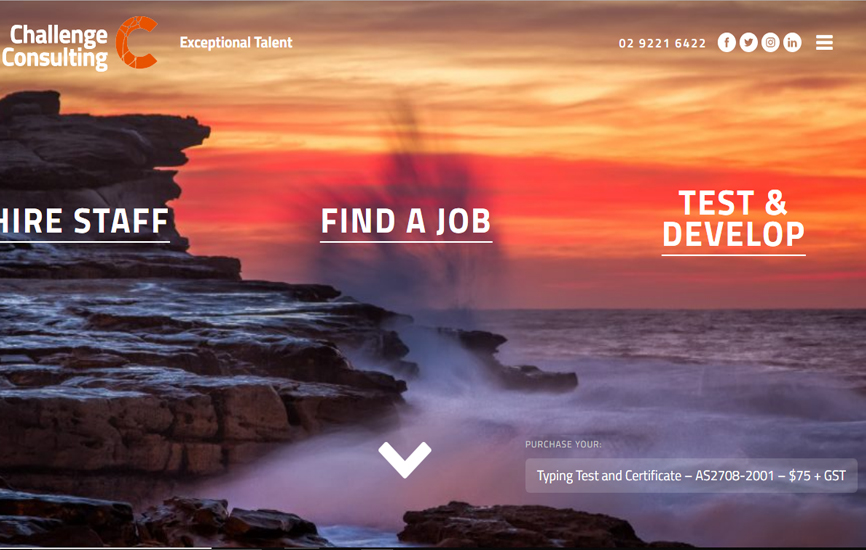 Challenge
Consulting
Exceptional Talent
02 9221 6422
HIRE STAFF
FIND A JOB
TEST &
DEVELOP
PURCHASE YOUR:
Typing Test and Certificate – AS2708-2001 – $75 + GST